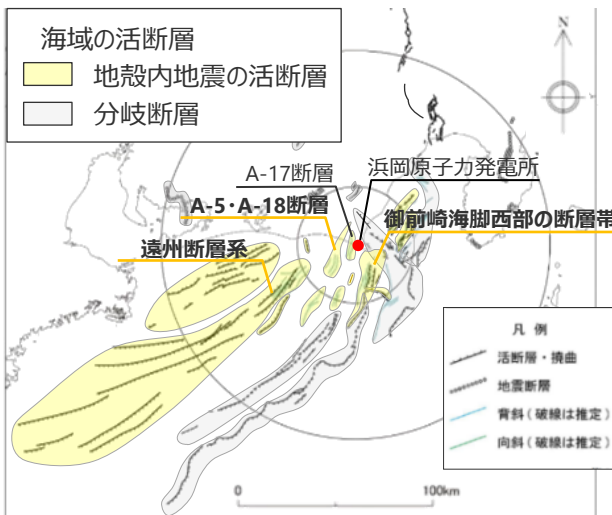 海域の活断層
地殻内地震の活断層
分岐断層
N
A-17断層
浜岡原子力発電所
A-5・A-18断層
御前崎海脚西部の断層帯
遠州断層系
凡 例
活断層・撓曲
地震断層
背斜(破線は推定)
向斜(破線は推定)
0
100km